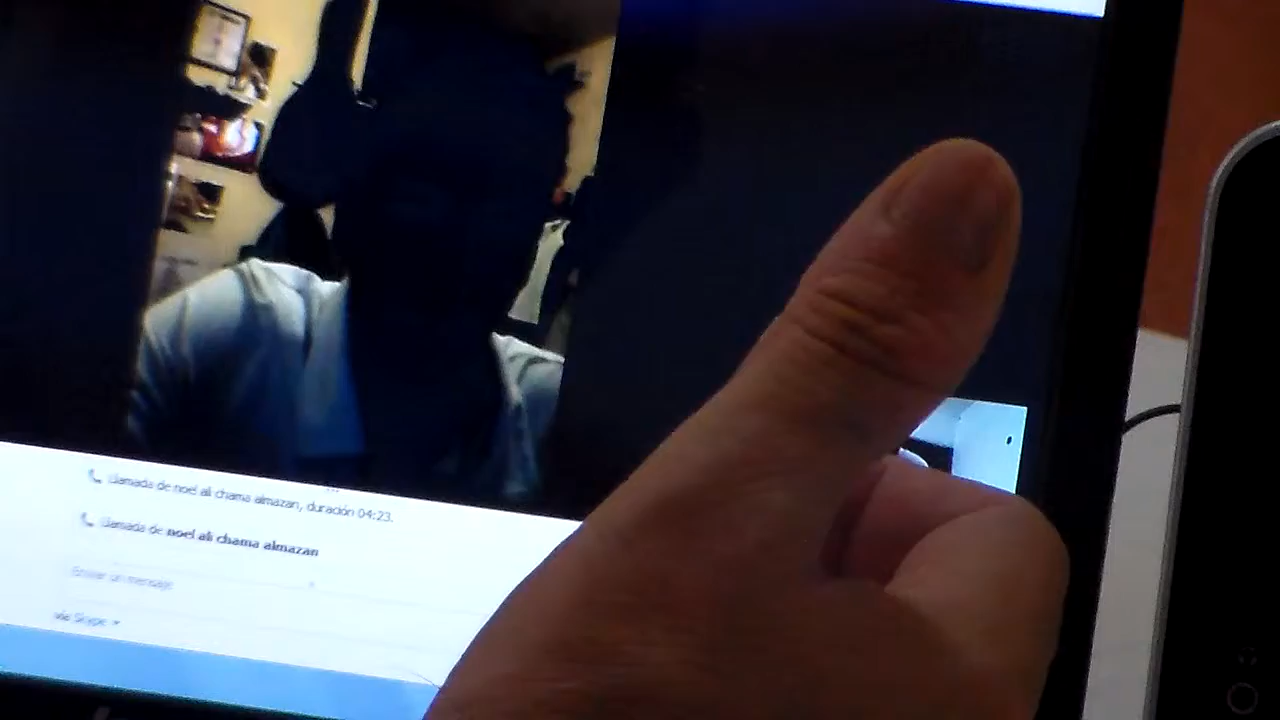 Llamada de noel ali chama almazan, duración 04:23.
Llamada de noel ali chama almazan
Enviar un mensaje
vía Skype